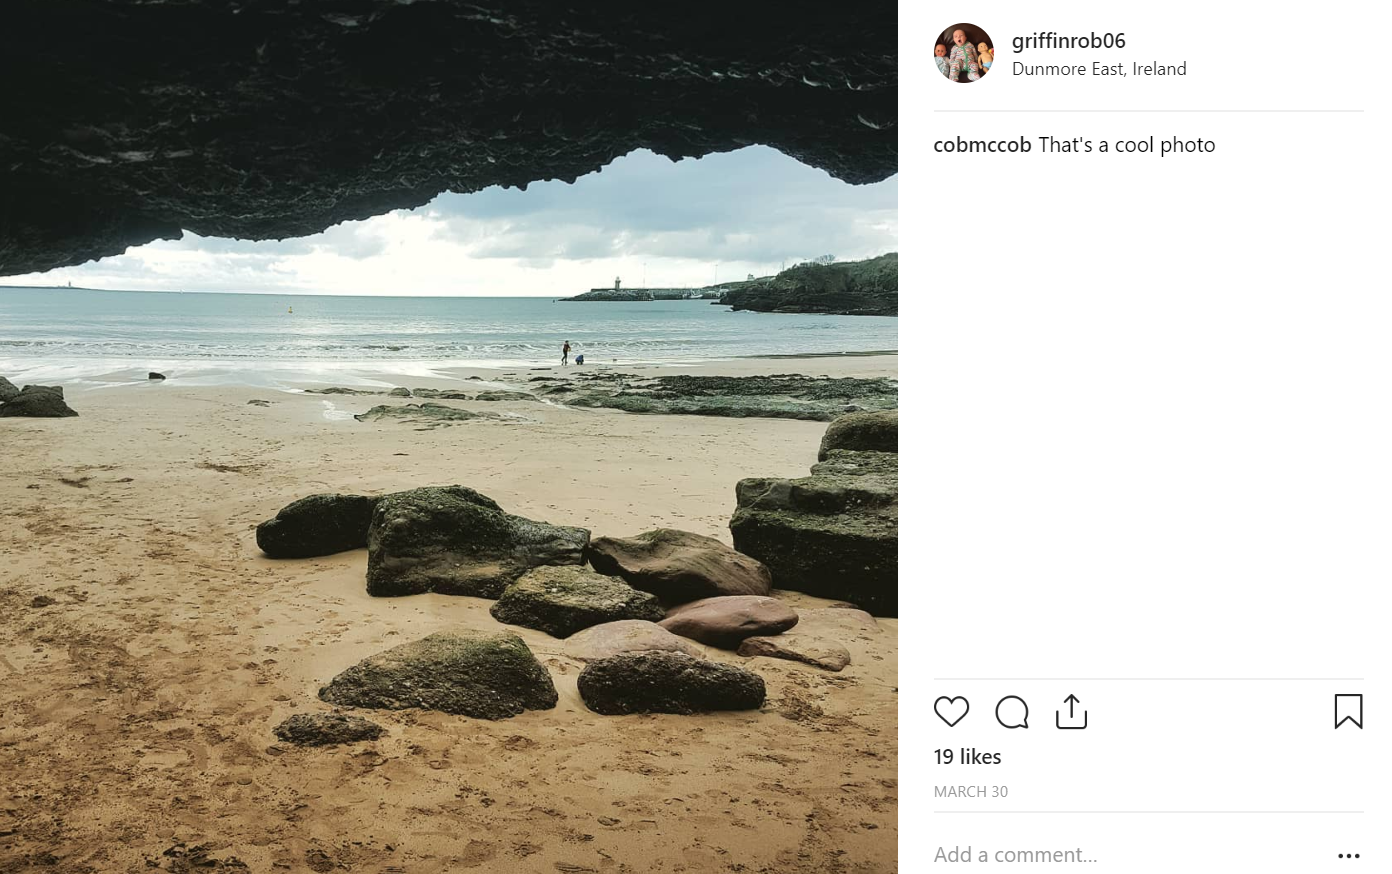 griffinrob06
Dunmore East, Ireland
cobmccob That's a cool photo
19 likes
MARCH 30
Add a comment...